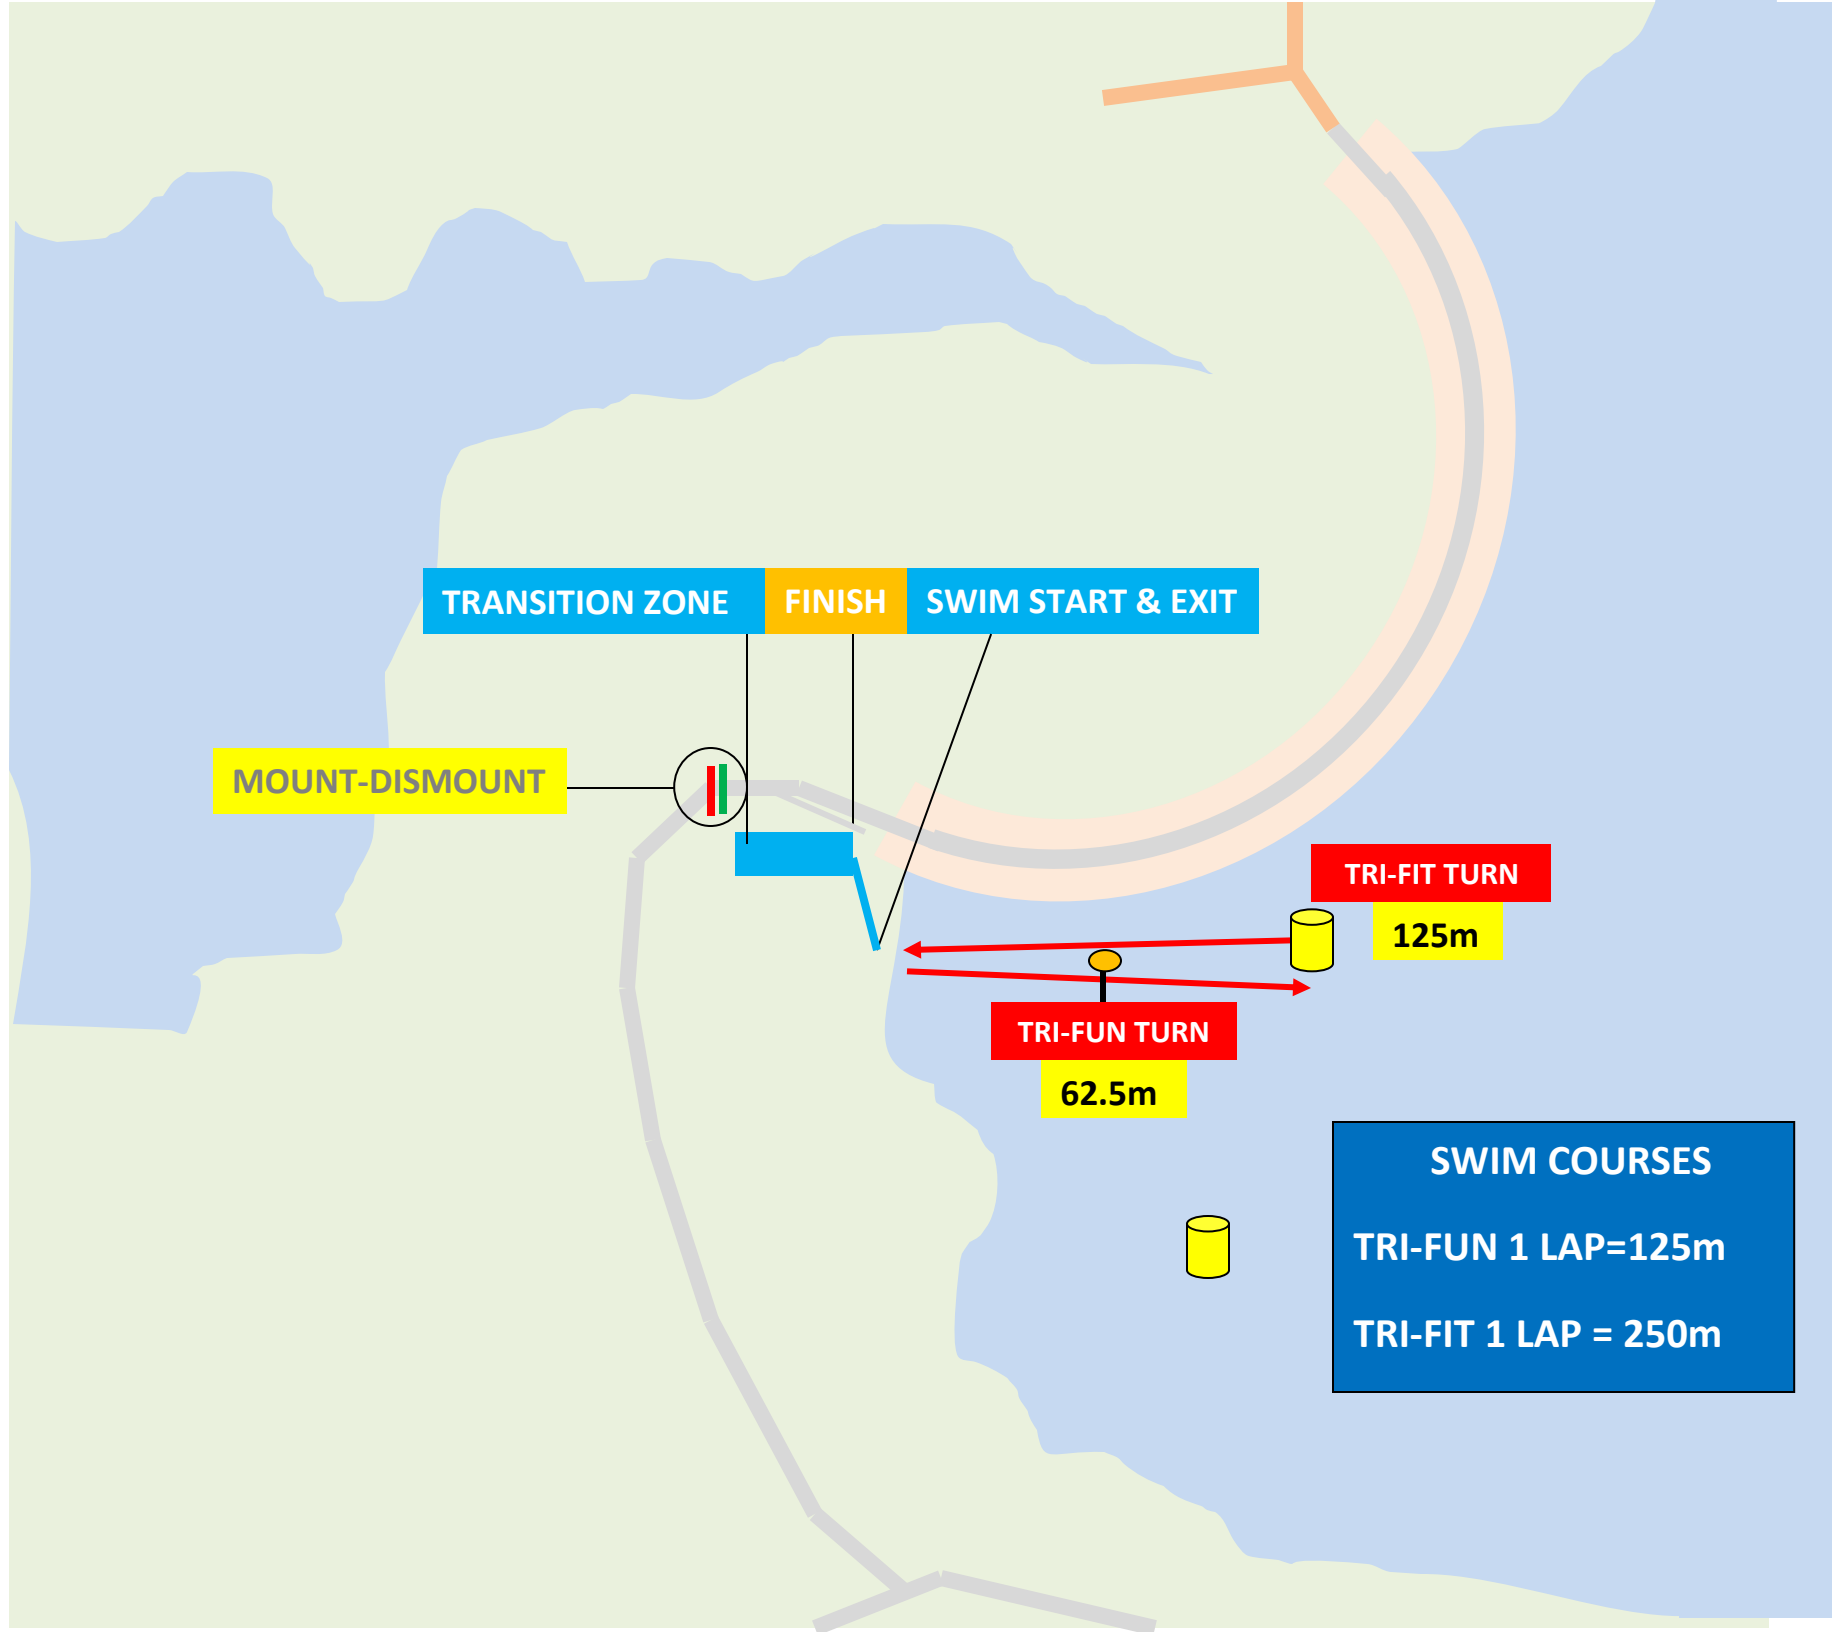 TRANSITION ZONE
FINISH
SWIM START & EXIT
MOUNT-DISMOUNT
TRI-FIT TURN
125m
TRI-FUN TURN
62.5m
SWIM COURSES
TRI-FUN 1 LAP=125m
TRI-FIT 1 LAP = 250m